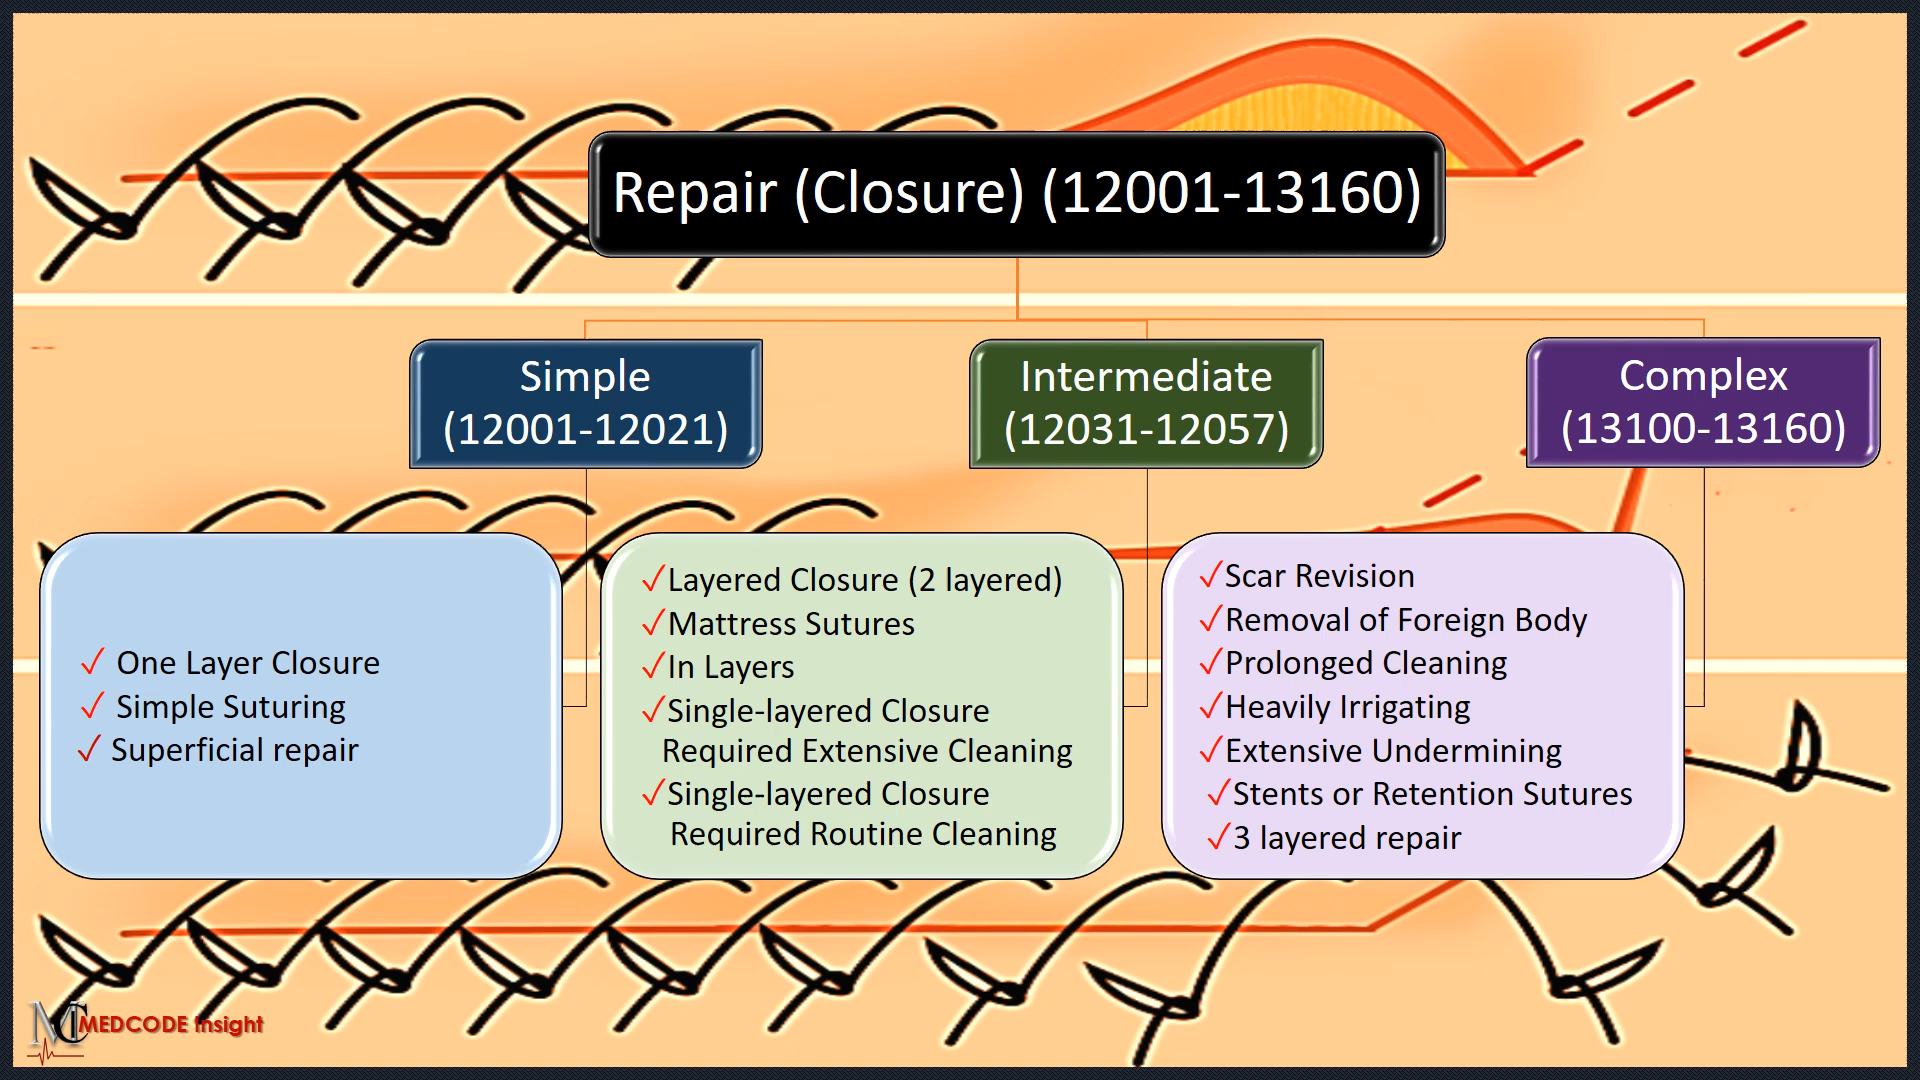 Repair (Closure) (12001-13160)
Simple
(12001-12021)
Intermediate
(12031-12057)
Complex
(13100-13160)
✓ One Layer Closure
✓ Simple Suturing
✓ Superficial repair
✓Layered Closure (2 layered)
✓Mattress Sutures
✓In Layers
✓Single-layered Closure
Required Extensive Cleaning
✓Single-layered Closure
Required Routine Cleaning
✓Scar Revision
✓Removal of Foreign Body
✓Prolonged Cleaning
✓Heavily Irrigating
✓Extensive Undermining
✓Stents or Retention Sutures
✓3 layered repair
MCI
MEDCODE Insight